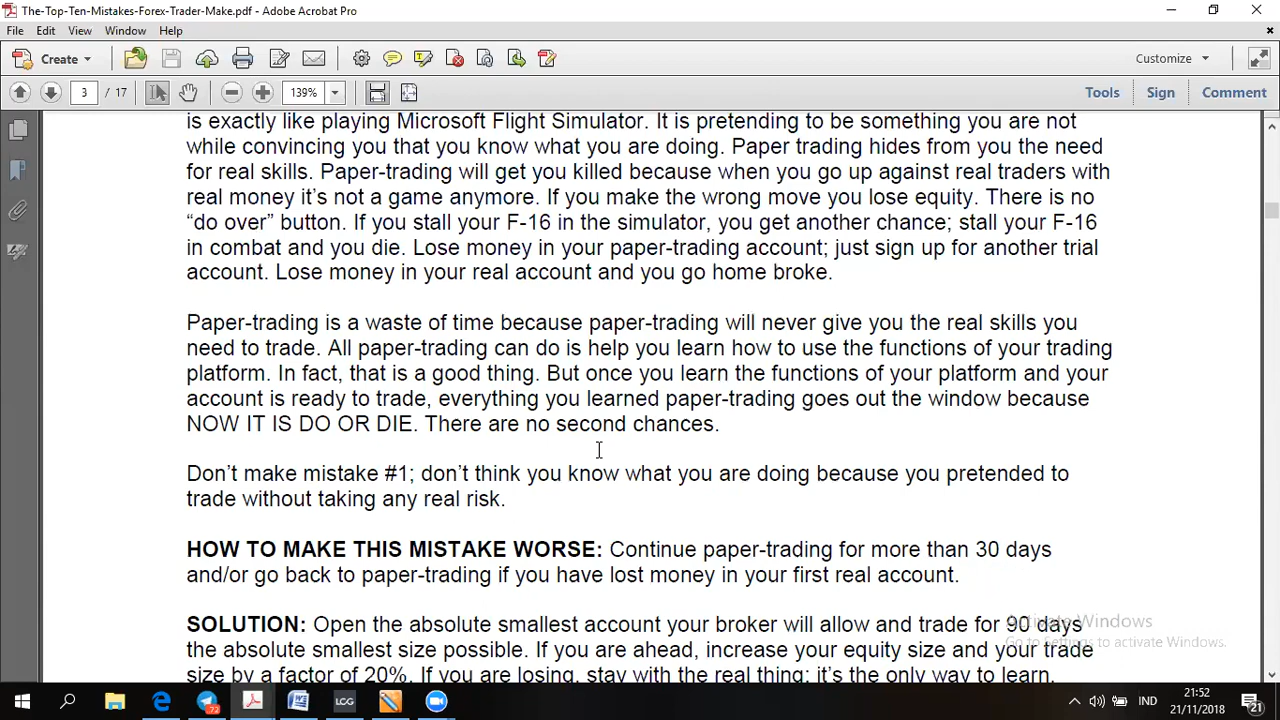 The-Top-Ten-Mistakes-Forex-Trader-Make.pdf - Adobe Acrobat Pro
File Edit View Window Help
Create
Customize
3 / 17
139%
Tools Sign Comment
is exactly like playing Microsoft Flight Simulator. It is pretending to be something you are not
while convincing you that you know what you are doing. Paper trading hides from you the need
for real skills. Paper-trading will get you killed because when you go up against real traders with
real money it’s not a game anymore. If you make the wrong move you lose equity. There is no
“do over” button. If you stall your F-16 in the simulator, you get another chance; stall your F-16
in combat and you die. Lose money in your paper-trading account; just sign up for another trial
account. Lose money in your real account and you go home broke.
Paper-trading is a waste of time because paper-trading will never give you the real skills you
need to trade. All paper-trading can do is help you learn how to use the functions of your trading
platform. In fact, that is a good thing. But once you learn the functions of your platform and your
account is ready to trade, everything you learned paper-trading goes out the window because
NOW IT IS DO OR DIE. There are no second chances.
Don’t make mistake #1; don’t think you know what you are doing because you pretended to
trade without taking any real risk.
HOW TO MAKE THIS MISTAKE WORSE: Continue paper-trading for more than 30 days
and/or go back to paper-trading if you have lost money in your first real account.
SOLUTION: Open the absolute smallest account your broker will allow and trade for 90 days
the absolute smallest size possible. If you are ahead, increase your equity size and your trade
size by a factor of 20%. If you are losing, stay with the real thing; it’s the only way to learn.
Activate Windows
Go to Settings to activate Windows.
72
LCG
IND
21:52
21/11/2018
21